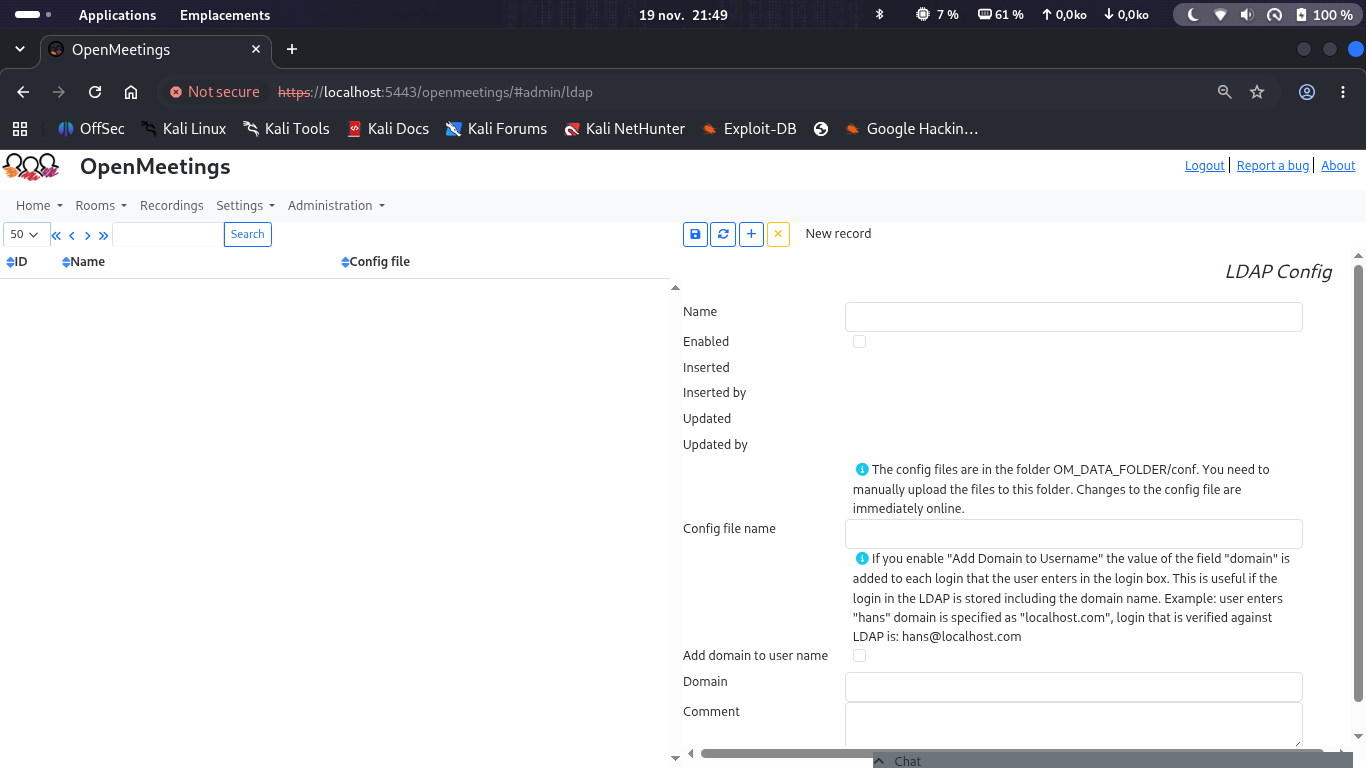 Applications Emplacements 19 nov. 21:49 7 % 61 % 0,0ko 0,0ko 100 %
OpenMeetings
Not secure https://localhost:5443/openmeetings/#admin/ldap
OffSec Kali Linux Kali Tools Kali Docs Kali Forums Kali NetHunter Exploit-DB Google Hackin…
OpenMeetings Logout Report a bug About
Home Rooms Recordings Settings Administration
50 « ‹ › » Search New record
ID Name Config file
LDAP Config
Name
Enabled
Inserted
Inserted by
Updated
Updated by
The config files are in the folder OM_DATA_FOLDER/conf. You need to
manually upload the files to this folder. Changes to the config file are
immediately online.
Config file name
If you enable "Add Domain to Username" the value of the field "domain" is
added to each login that the user enters in the login box. This is useful if the
login in the LDAP is stored including the domain name. Example: user enters
"hans" domain is specified as "localhost.com", login that is verified against
LDAP is: hans@localhost.com
Add domain to user name
Domain
Comment
Chat